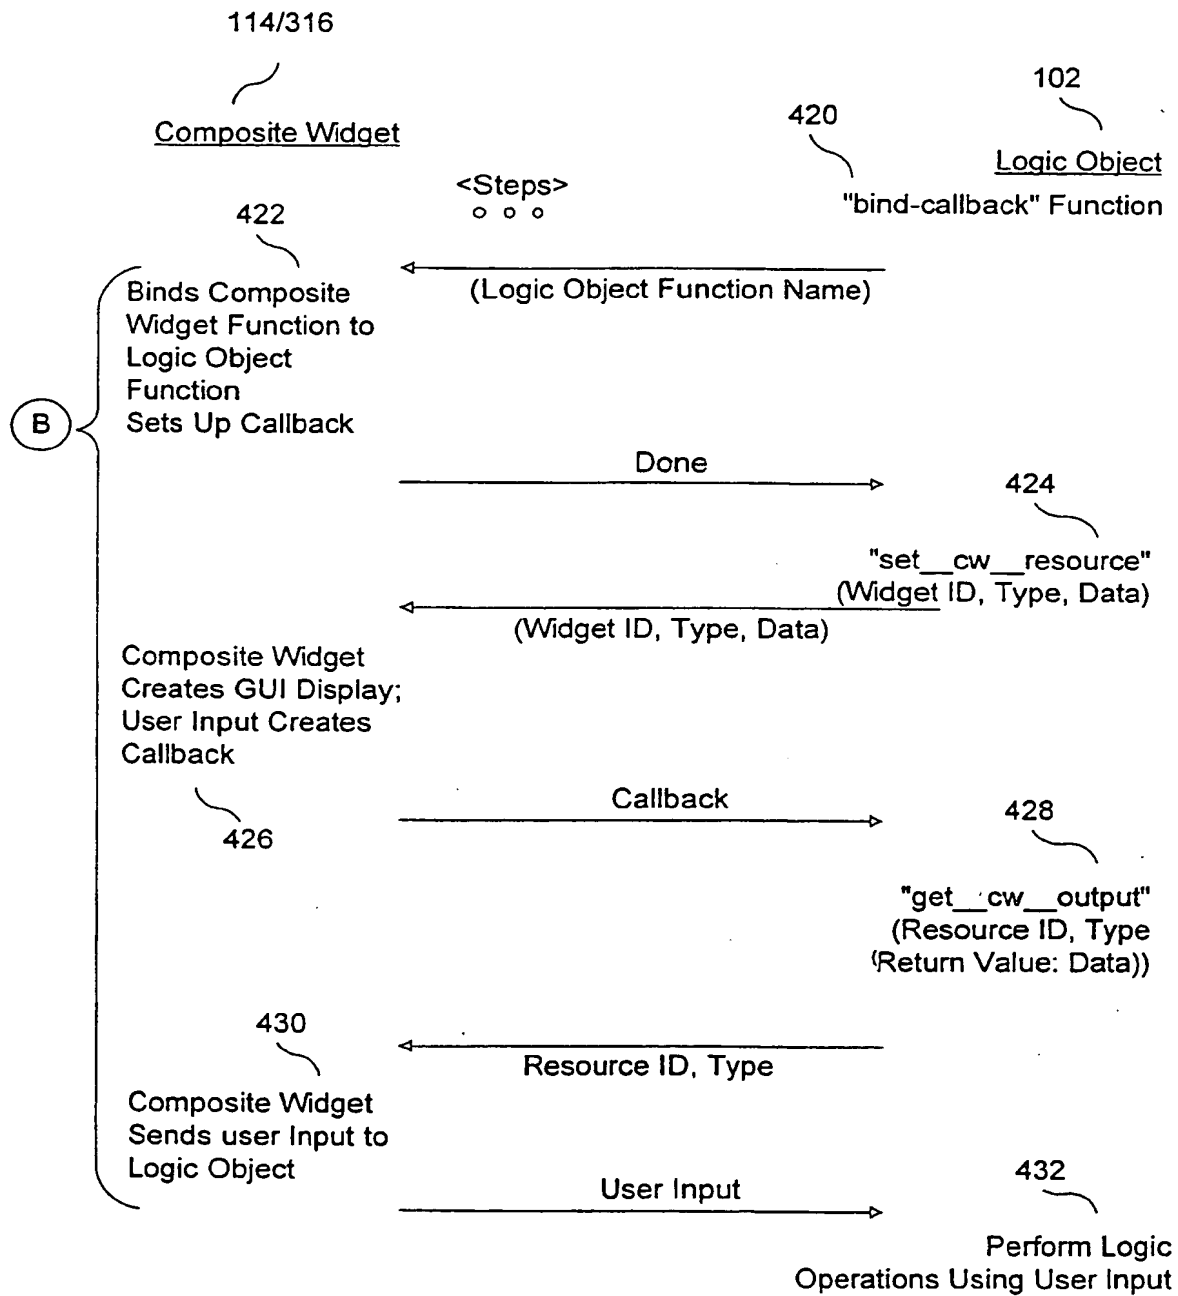 114/316
Composite Widget
102
420
Logic Object
"bind-callback" Function
<Steps>
422
(Logic Object Function Name)
Binds Composite
Widget Function to
Logic Object
Function
Sets Up Callback
B
Done
424
"set__cw__resource"
(Widget ID, Type, Data)
(Widget ID, Type, Data)
Composite Widget
Creates GUI Display;
User Input Creates
Callback
426
Callback
428
"get__cw__output"
(Resource ID, Type
(Return Value: Data))
430
Resource ID, Type
Composite Widget
Sends user Input to
Logic Object
User Input
432
Perform Logic
Operations Using User Input